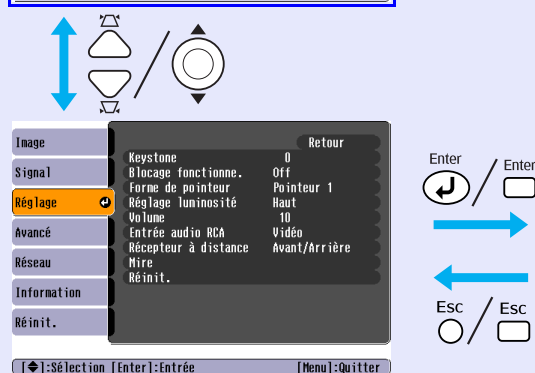 Image
Signal
Réglage
Avancé
Réseau
Information
Réinit.
Retour
Keystone 0
Blocage fonctionne. Off
Forme de pointeur Pointeur 1
Réglage luminosité Haut
Volume 10
Entrée audio RCA Vidéo
Récepteur à distance Avant/Arrière
Mire
Réinit.
[◆]:Sélection [Enter]:Entrée [Menu]:Quitter
Enter
Enter
Esc
Esc